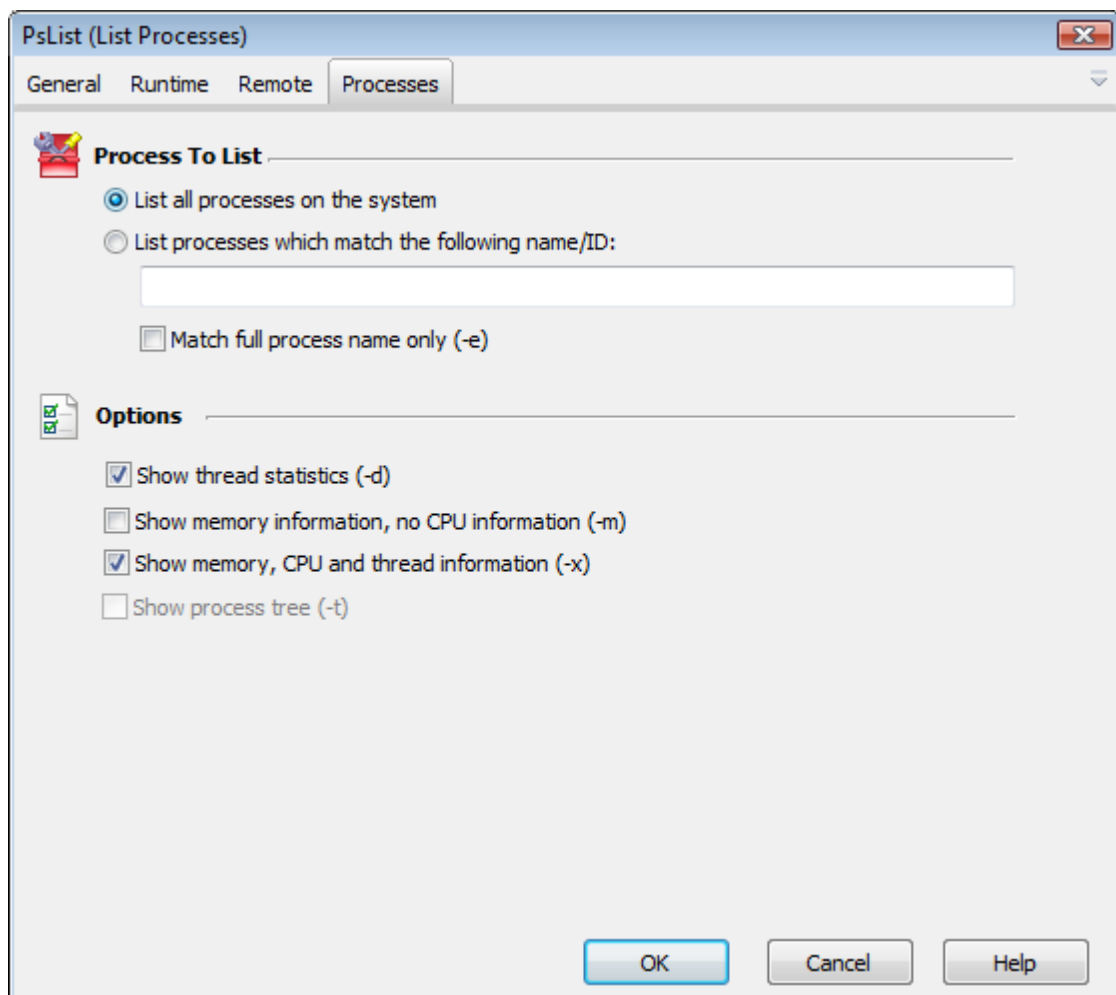 PsList (List Processes)
General Runtime Remote Processes
Process To List
List all processes on the system
List processes which match the following name/ID:
Match full process name only (-e)
Options
Show thread statistics (-d)
Show memory information, no CPU information (-m)
Show memory, CPU and thread information (-x)
Show process tree (-t)
OK Cancel Help